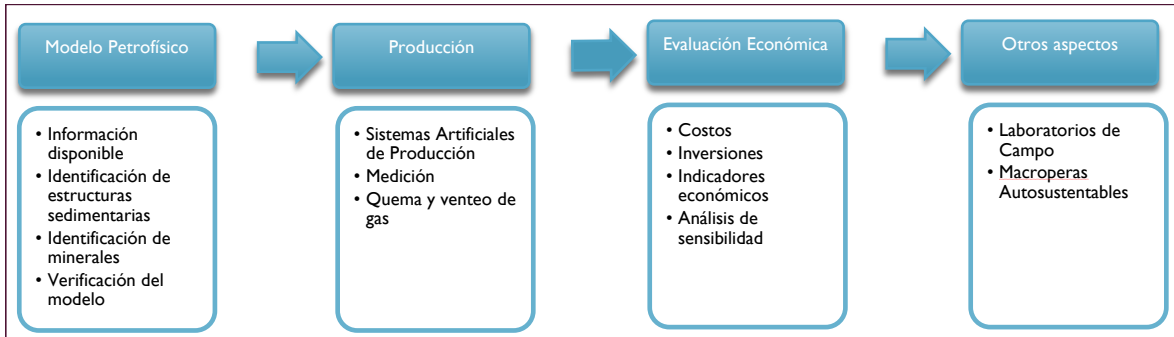 Modelo Petrofísico
• Información
disponible
• Identificación de
estructuras
sedimentarias
• Identificación de
minerales
• Verificación del
modelo
Producción
• Sistemas Artificiales
de Producción
• Medición
• Quema y venteo de
gas
Evaluación Económica
• Costos
• Inversiones
• Indicadores
económicos
• Análisis de
sensibilidad
Otros aspectos
• Laboratorios de
Campo
• Macroperas
Autosustentables